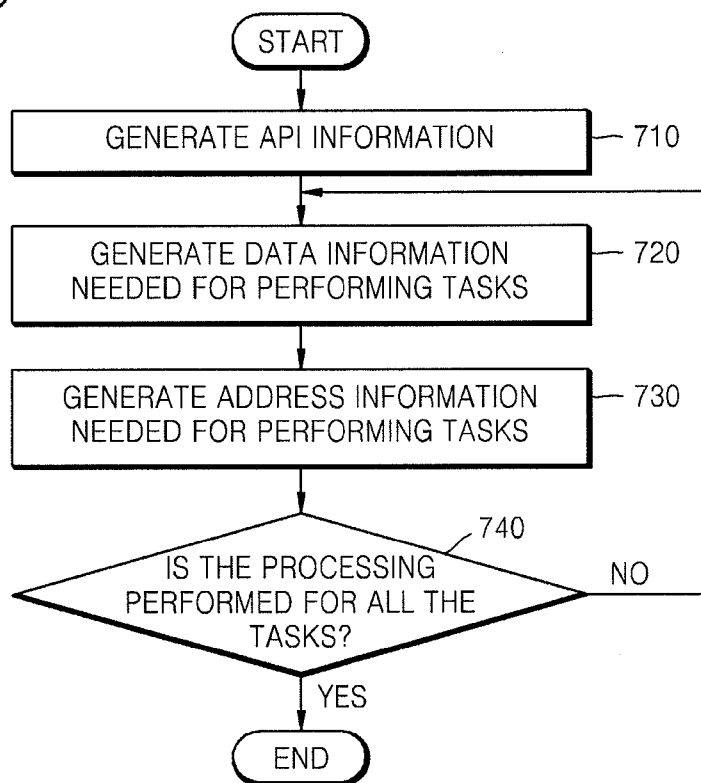 START
GENERATE API INFORMATION
710
GENERATE DATA INFORMATION
NEEDED FOR PERFORMING TASKS
720
GENERATE ADDRESS INFORMATION
NEEDED FOR PERFORMING TASKS
730
740
IS THE PROCESSING
PERFORMED FOR ALL THE
TASKS?
NO
YES
END